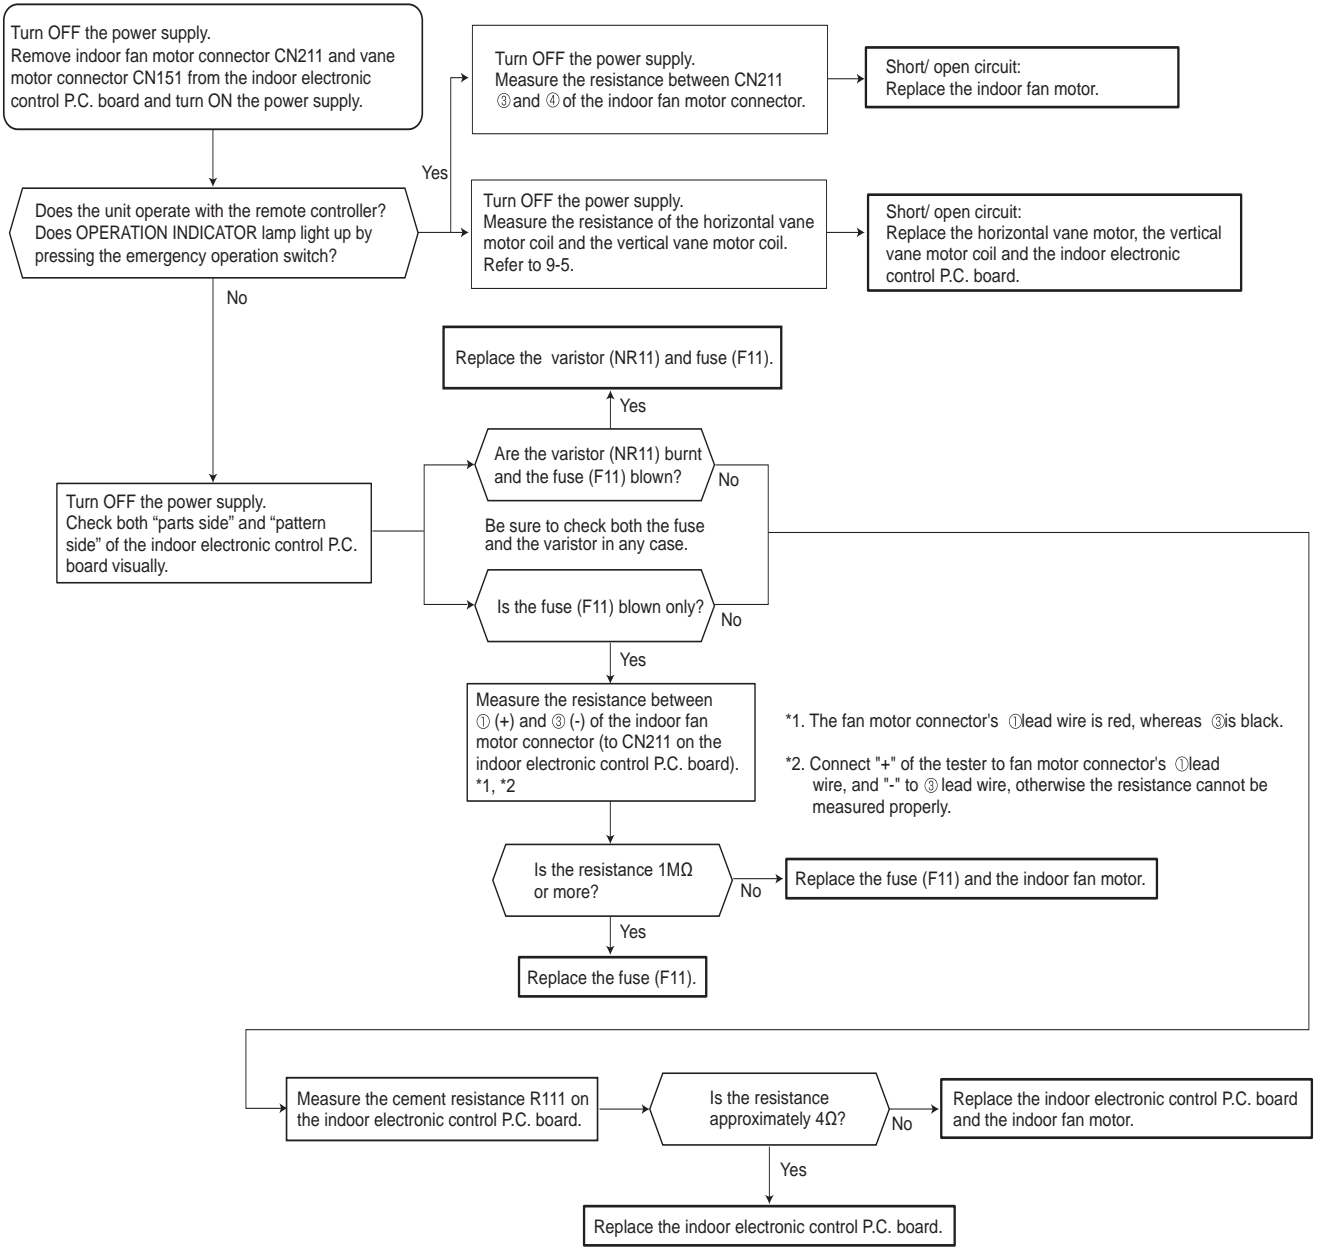 Turn OFF the power supply.
Remove indoor fan motor connector CN211 and vane
motor connector CN151 from the indoor electronic
control P.C. board and turn ON the power supply.
Turn OFF the power supply.
Measure the resistance between CN211
③and ④ of the indoor fan motor connector.
Short/ open circuit:
Replace the indoor fan motor.
Yes
Does the unit operate with the remote controller?
Does OPERATION INDICATOR lamp light up by
pressing the emergency operation switch?
Turn OFF the power supply.
Measure the resistance of the horizontal vane
motor coil and the vertical vane motor coil.
Refer to 9-5.
Short/ open circuit:
Replace the horizontal vane motor, the vertical
vane motor coil and the indoor electronic
control P.C. board.
No
Replace the varistor (NR11) and fuse (F11).
Yes
Are the varistor (NR11) burnt
and the fuse (F11) blown?
No
Turn OFF the power supply.
Check both “parts side” and “pattern
side” of the indoor electronic control P.C.
board visually.
Be sure to check both the fuse
and the varistor in any case.
Is the fuse (F11) blown only?
No
Yes
Measure the resistance between
① (+) and ③ (-) of the indoor fan
motor connector (to CN211 on the
indoor electronic control P.C. board).
*1, *2
*1. The fan motor connector's ①lead wire is red, whereas ③is black.
*2. Connect "+" of the tester to fan motor connector's ①lead
wire, and "-" to ③ lead wire, otherwise the resistance cannot be
measured properly.
Is the resistance 1MΩ
or more?
No
Replace the fuse (F11) and the indoor fan motor.
Yes
Replace the fuse (F11).
Measure the cement resistance R111 on
the indoor electronic control P.C. board.
Is the resistance
approximately 4Ω?
No
Replace the indoor electronic control P.C. board
and the indoor fan motor.
Yes
Replace the indoor electronic control P.C. board.